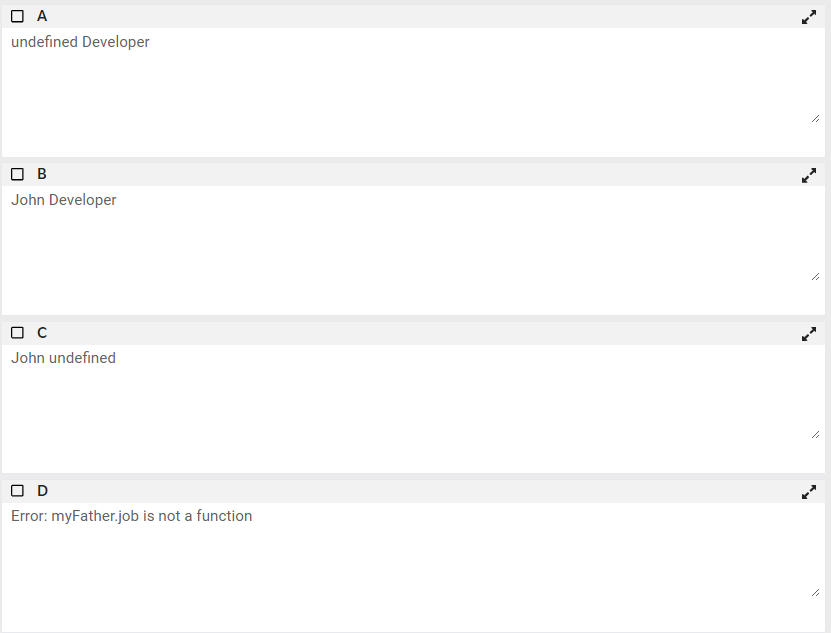 A
undefined Developer
B
John Developer
C
John undefined
D
Error: myFather.job is not a function